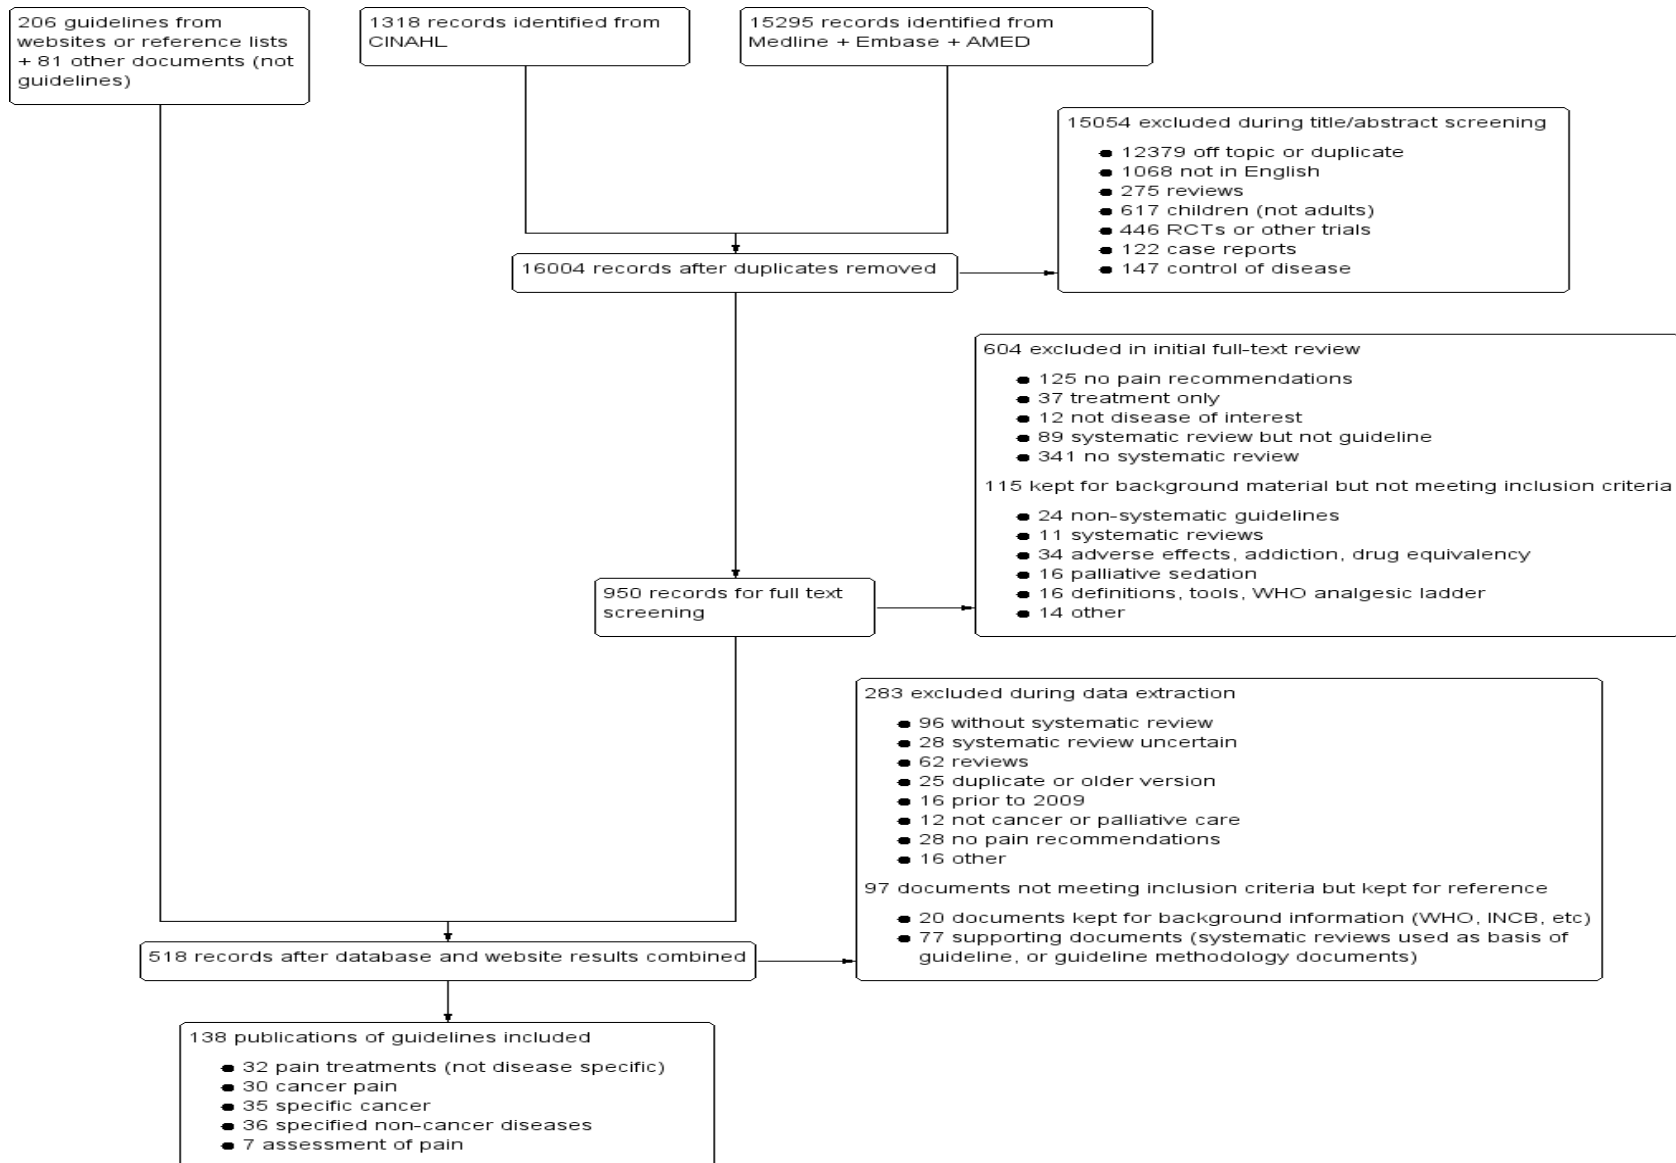 206 guidelines from
websites or reference lists
+ 81 other documents (not
guidelines)
1318 records identified from
CINAHL
15295 records identified from
Medline + Embase + AMED
15054 excluded during title/abstract screening
12379 off topic or duplicate
1068 not in English
275 reviews
617 children (not adults)
446 RCTs or other trials
122 case reports
147 control of disease
16004 records after duplicates removed
604 excluded in initial full-text review
125 no pain recommendations
37 treatment only
12 not disease of interest
89 systematic review but not guideline
341 no systematic review
115 kept for background material but not meeting inclusion criteria
24 non-systematic guidelines
11 systematic reviews
34 adverse effects, addiction, drug equivalency
16 palliative sedation
16 definitions, tools, WHO analgesic ladder
14 other
950 records for full text
screening
283 excluded during data extraction
96 without systematic review
28 systematic review uncertain
62 reviews
25 duplicate or older version
16 prior to 2009
12 not cancer or palliative care
28 no pain recommendations
16 other
97 documents not meeting inclusion criteria but kept for reference
20 documents kept for background information (WHO, INCB, etc)
77 supporting documents (systematic reviews used as basis of
guideline, or guideline methodology documents)
518 records after database and website results combined
138 publications of guidelines included
32 pain treatments (not disease specific)
30 cancer pain
35 specific cancer
36 specified non-cancer diseases
7 assessment of pain